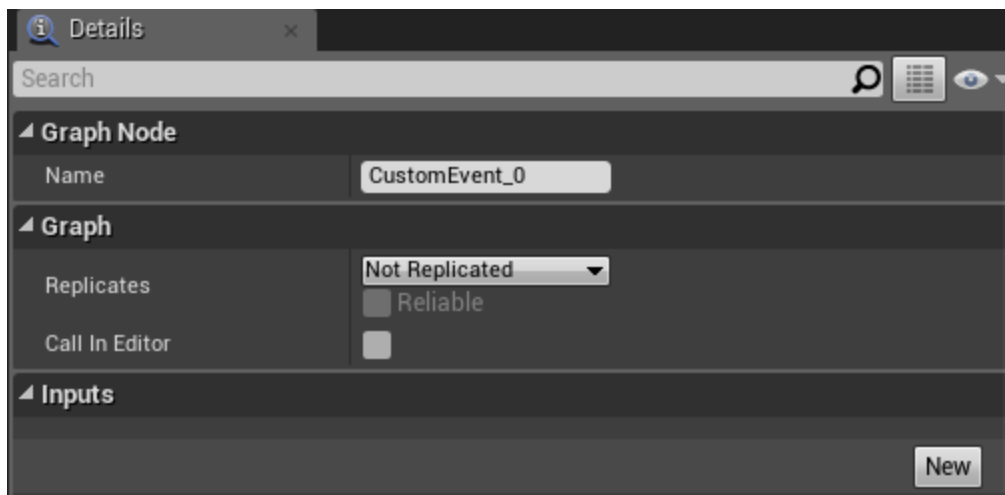 Details
Search
Graph Node
Name CustomEvent_0
Graph
Replicates Not Replicated
Reliable
Call In Editor
Inputs
New